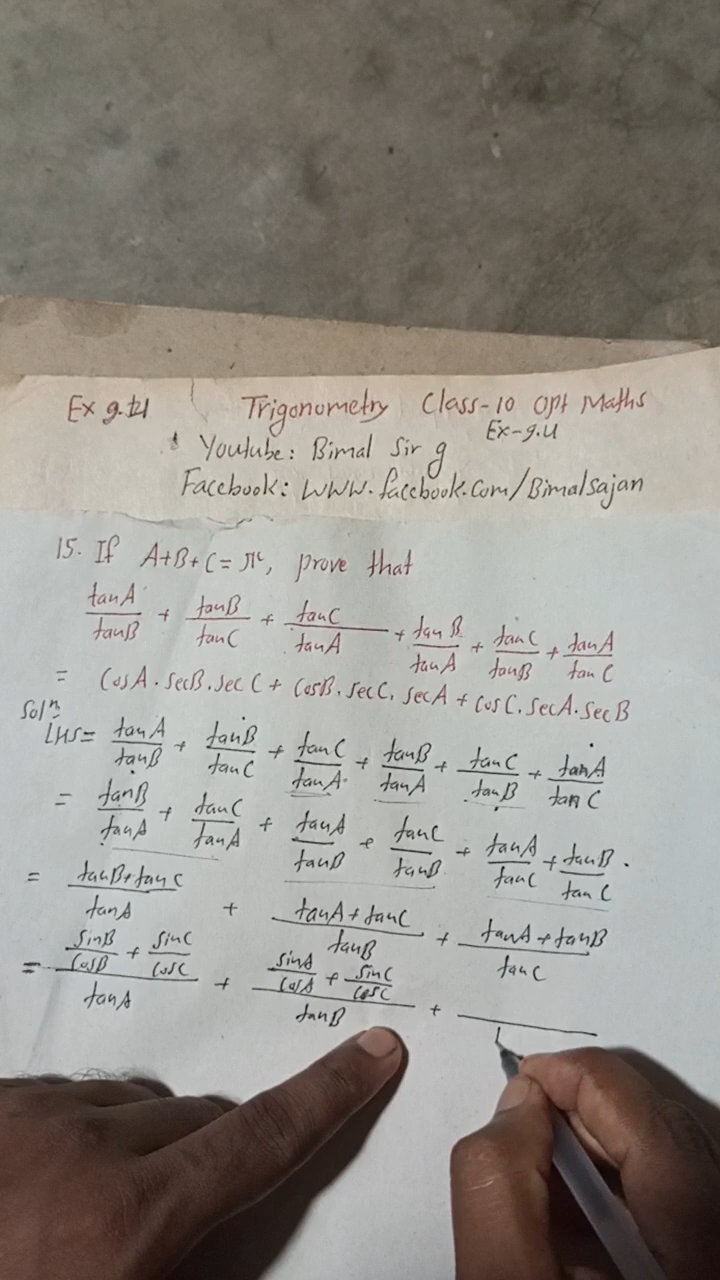 Ex 9.4 Trigonometry Class-10 Opt Maths
Ex-9.4
Youtube: Bimal Sir g
Facebook: WWW.facebook.Com/Bimalsajan
15. If A+B+C = πᶜ, prove that
tanA/tanB + tanB/tanC + tanC/tanA + tanB/tanA + tanC/tanB + tanA/tanC
= CosA.secB.secC + CosB.secC.secA + cosC.secA.secB
Solⁿ
LHS = tanA/tanB + tanB/tanC + tanC/tanA + tanB/tanA + tanC/tanB + tanA/tanC
= tanB/tanA + tanC/tanA + tanA/tanB + tanC/tanB + tanA/tanC + tanB/tanC .
= (tanB+tanC)/tanA + (tanA+tanC)/tanB + (tanA+tanB)/tanC
= (sinB/cosB + sinC/cosC)/tanA + (sinA/cosA + sinC/cosC)/tanB +